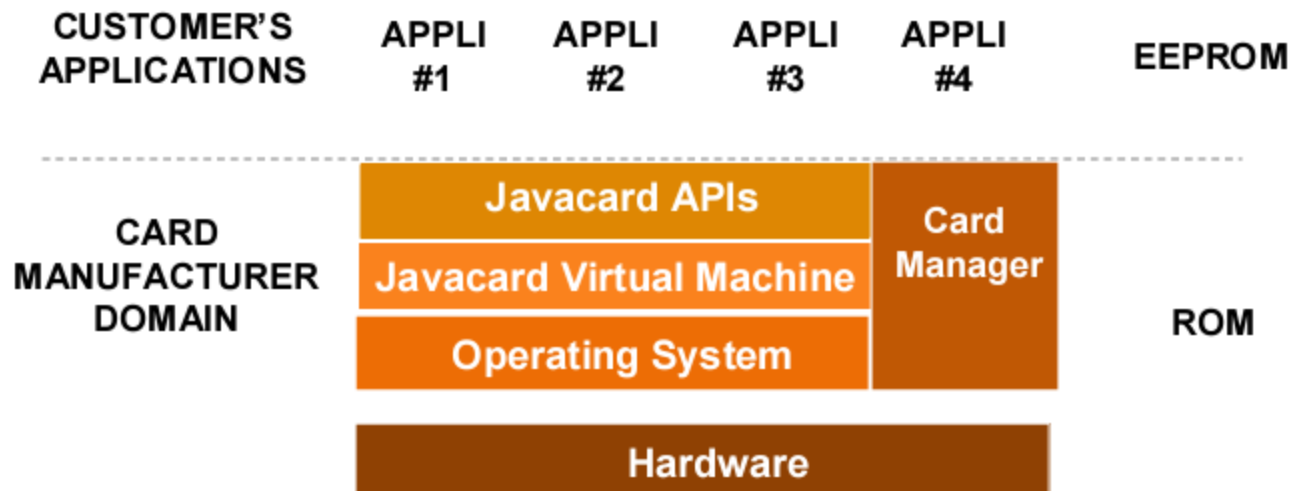 CUSTOMER'S
APPLICATIONS
APPLI
#1
APPLI
#2
APPLI
#3
APPLI
#4
EEPROM
CARD
MANUFACTURER
DOMAIN
Javacard APIs
Javacard Virtual Machine
Operating System
Card
Manager
ROM
Hardware